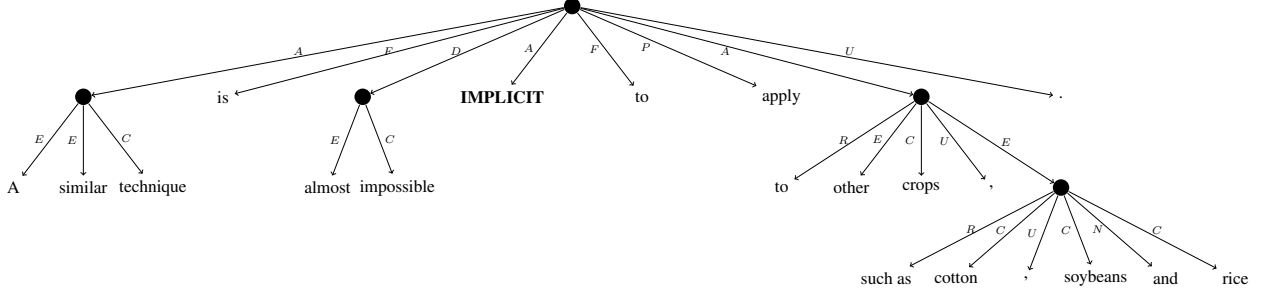 A F D A F P A U
is IMPLICIT to apply .
E E C E C R E C U E
A similar technique almost impossible to other crops ,
R C U C N C
such as cotton , soybeans and rice